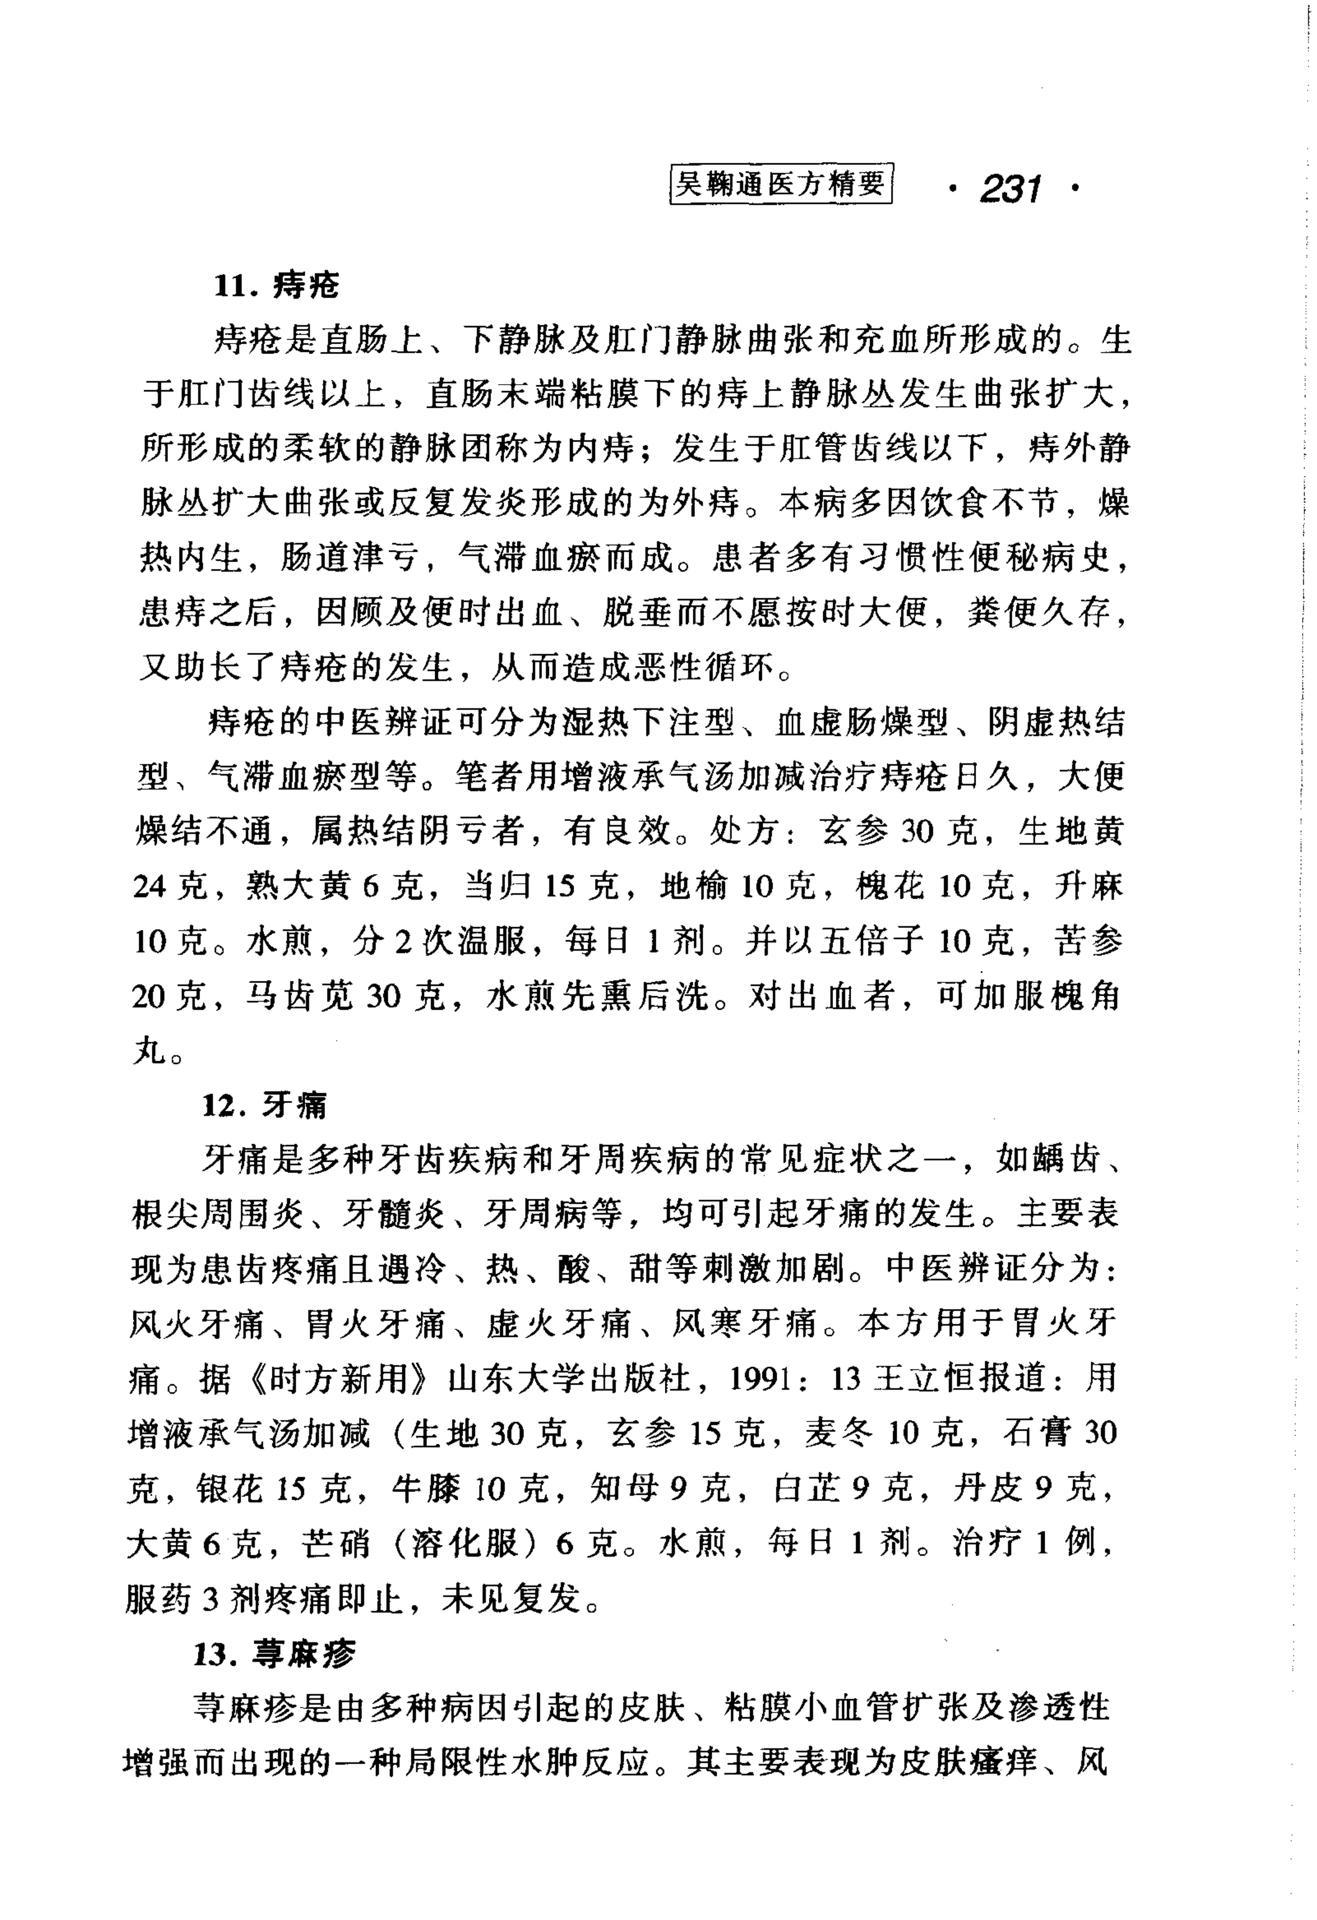 吴鞠通医方精要 · 231 ·
11. 痔疮
痔疮是直肠上、下静脉及肛门静脉曲张和充血所形成的。生
于肛门齿线以上，直肠末端粘膜下的痔上静脉丛发生曲张扩大，
所形成的柔软的静脉团称为内痔；发生于肛管齿线以下，痔外静
脉丛扩大曲张或反复发炎形成的为外痔。本病多因饮食不节，燥
热内生，肠道津亏，气滞血瘀而成。患者多有习惯性便秘病史，
患痔之后，因顾及便时出血、脱垂而不愿按时大便，粪便久存，
又助长了痔疮的发生，从而造成恶性循环。
痔疮的中医辨证可分为湿热下注型、血虚肠燥型、阴虚热结
型、气滞血瘀型等。笔者用增液承气汤加减治疗痔疮日久，大便
燥结不通，属热结阴亏者，有良效。处方：玄参 30 克，生地黄
24 克，熟大黄 6 克，当归 15 克，地榆 10 克，槐花 10 克，升麻
10 克。水煎，分 2 次温服，每日 1 剂。并以五倍子 10 克，苦参
20 克，马齿苋 30 克，水煎先熏后洗。对出血者，可加服槐角
丸。
12. 牙痛
牙痛是多种牙齿疾病和牙周疾病的常见症状之一，如龋齿、
根尖周围炎、牙髓炎、牙周病等，均可引起牙痛的发生。主要表
现为患齿疼痛且遇冷、热、酸、甜等刺激加剧。中医辨证分为：
风火牙痛、胃火牙痛、虚火牙痛、风寒牙痛。本方用于胃火牙
痛。据《时方新用》山东大学出版社，1991：13 王立恒报道：用
增液承气汤加减（生地 30 克，玄参 15 克，麦冬 10 克，石膏 30
克，银花 15 克，牛膝 10 克，知母 9 克，白芷 9 克，丹皮 9 克，
大黄 6 克，芒硝（溶化服）6 克。水煎，每日 1 剂。治疗 1 例，
服药 3 剂疼痛即止，未见复发。
13. 荨麻疹
荨麻疹是由多种病因引起的皮肤、粘膜小血管扩张及渗透性
增强而出现的一种局限性水肿反应。其主要表现为皮肤瘙痒、风